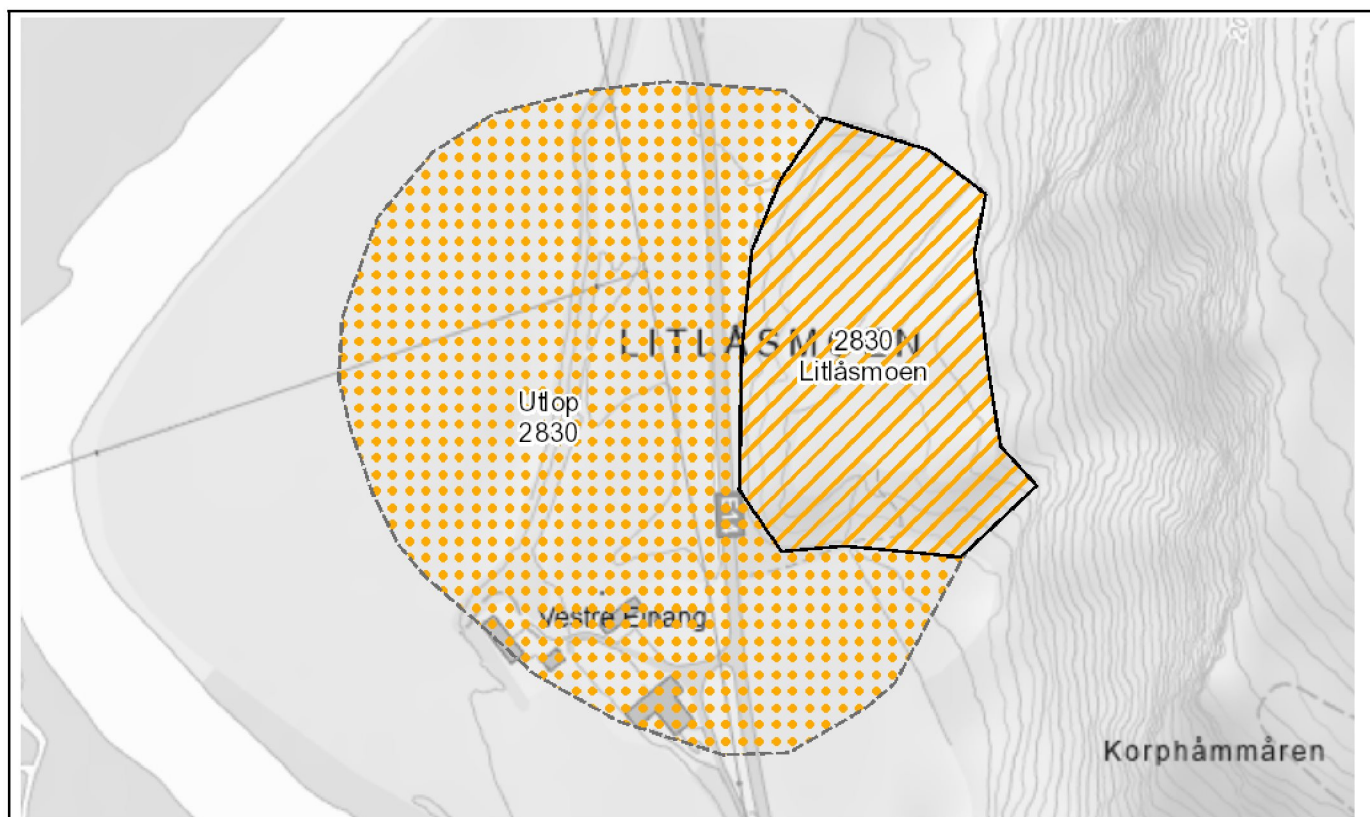 LITLÅSMOEN
2830
Litlåsmoen
Utløp
2830
Vestre Einang
Korphåmmåren